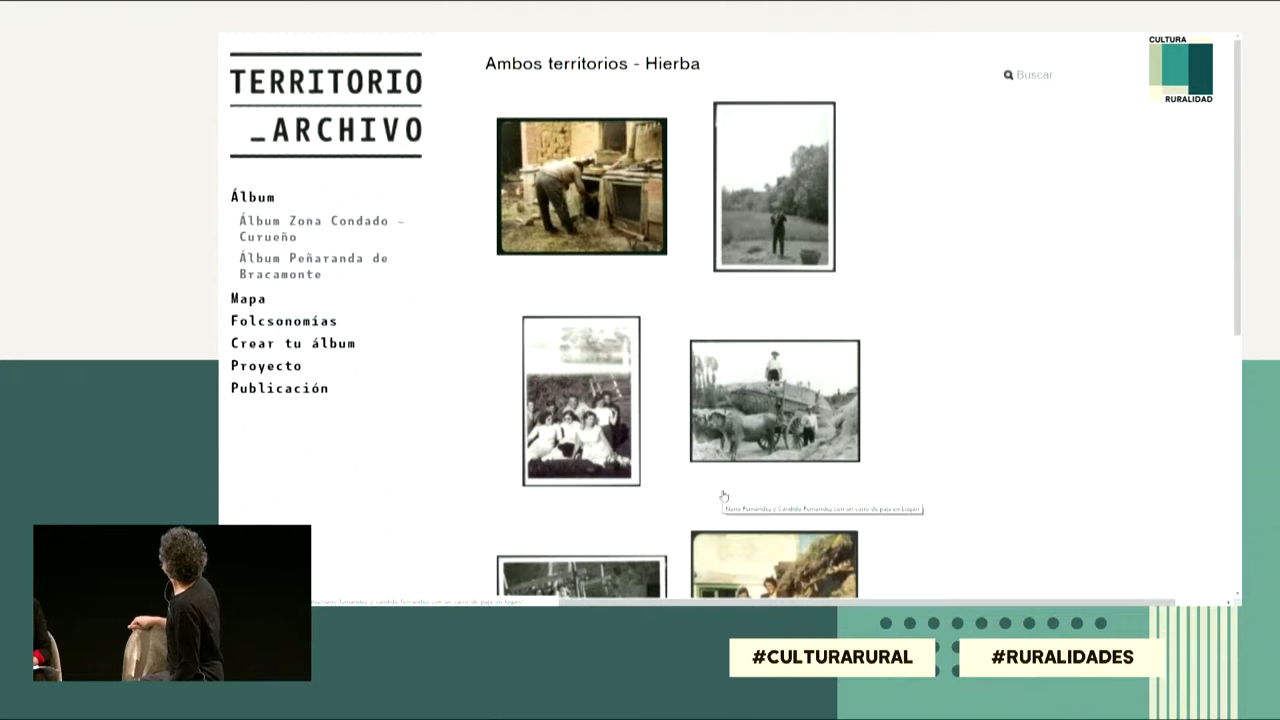 TERRITORIO
_ARCHIVO
Ambos territorios - Hierba
Buscar
CULTURA
RURALIDAD
Álbum
Álbum Zona Condado -
Curueño
Álbum Peñaranda de
Bracamonte
Mapa
Folcsonomías
Crear tu álbum
Proyecto
Publicación
#CULTURARURAL
#RURALIDADES